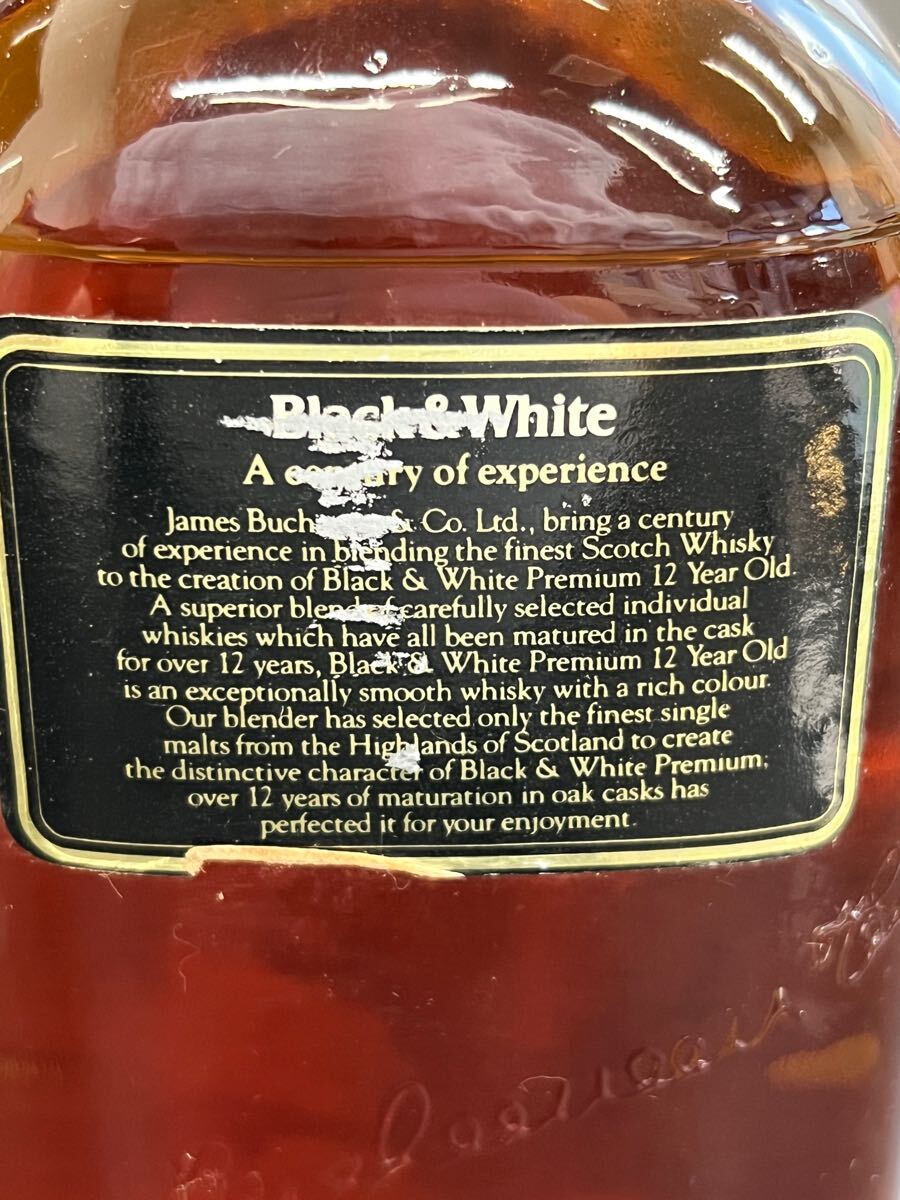 Black & White
A century of experience
James Buchanan & Co. Ltd., bring a century
of experience in blending the finest Scotch Whisky
to the creation of Black & White Premium 12 Year Old.
A superior blend of carefully selected individual
whiskies which have all been matured in the cask
for over 12 years, Black & White Premium 12 Year Old
is an exceptionally smooth whisky with a rich colour.
Our blender has selected only the finest single
malts from the Highlands of Scotland to create
the distinctive character of Black & White Premium;
over 12 years of maturation in oak casks has
perfected it for your enjoyment.